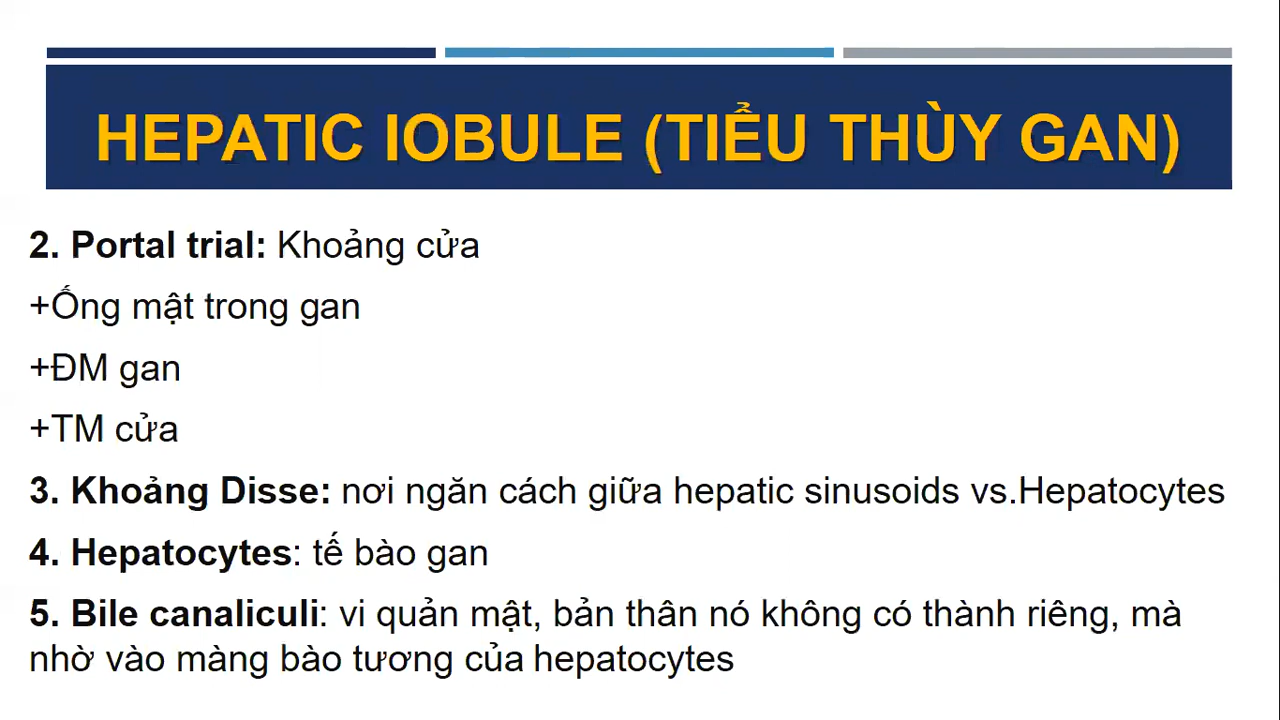 HEPATIC IOBULE (TIỂU THÙY GAN)
2. Portal trial: Khoảng cửa
+Ống mật trong gan
+ĐM gan
+TM cửa
3. Khoảng Disse: nơi ngăn cách giữa hepatic sinusoids vs.Hepatocytes
4. Hepatocytes: tế bào gan
5. Bile canaliculi: vi quản mật, bản thân nó không có thành riêng, mà
nhờ vào màng bào tương của hepatocytes